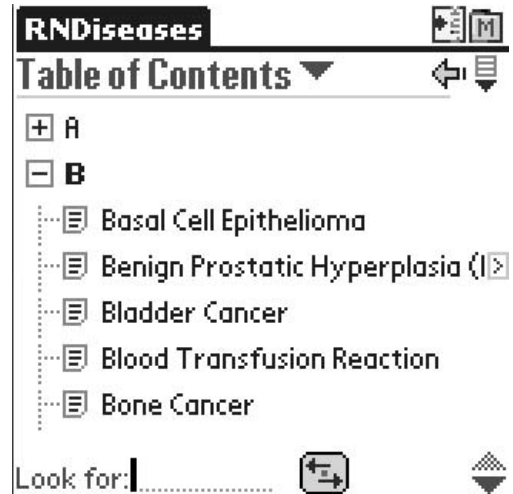 RNDiseases
M
Table of Contents
A
B
Basal Cell Epithelioma
Benign Prostatic Hyperplasia (
Bladder Cancer
Blood Transfusion Reaction
Bone Cancer
Look for: